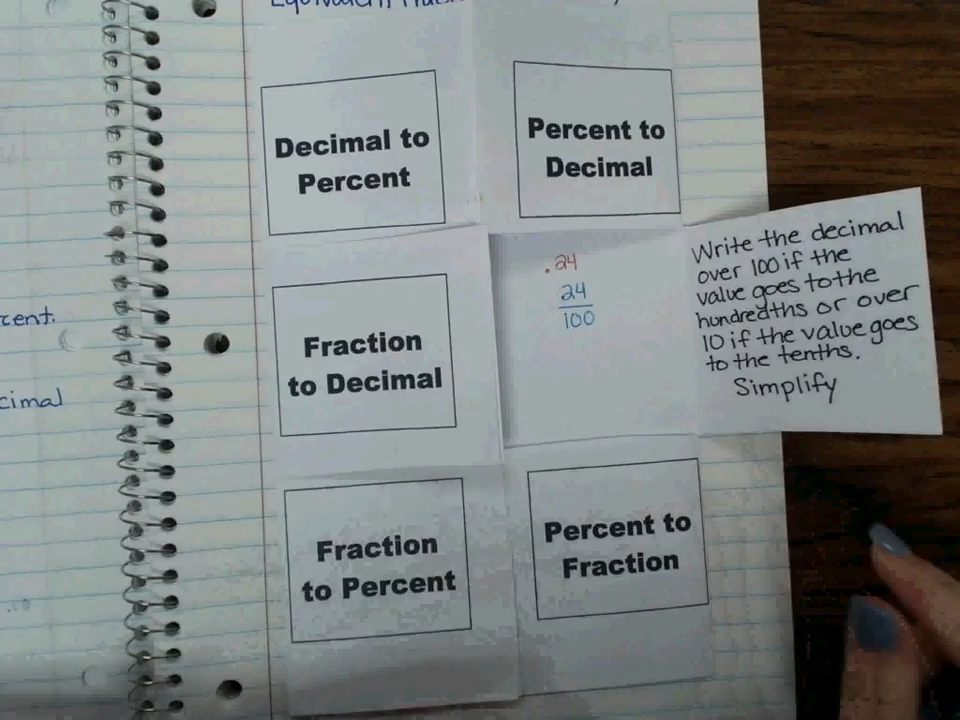 Decimal to
Percent
Percent to
Decimal
Fraction
to Decimal
.24
24
100
Write the decimal
over 100 if the
value goes to the
hundredths or over
10 if the value goes
to the tenths.
Simplify
Fraction
to Percent
Percent to
Fraction